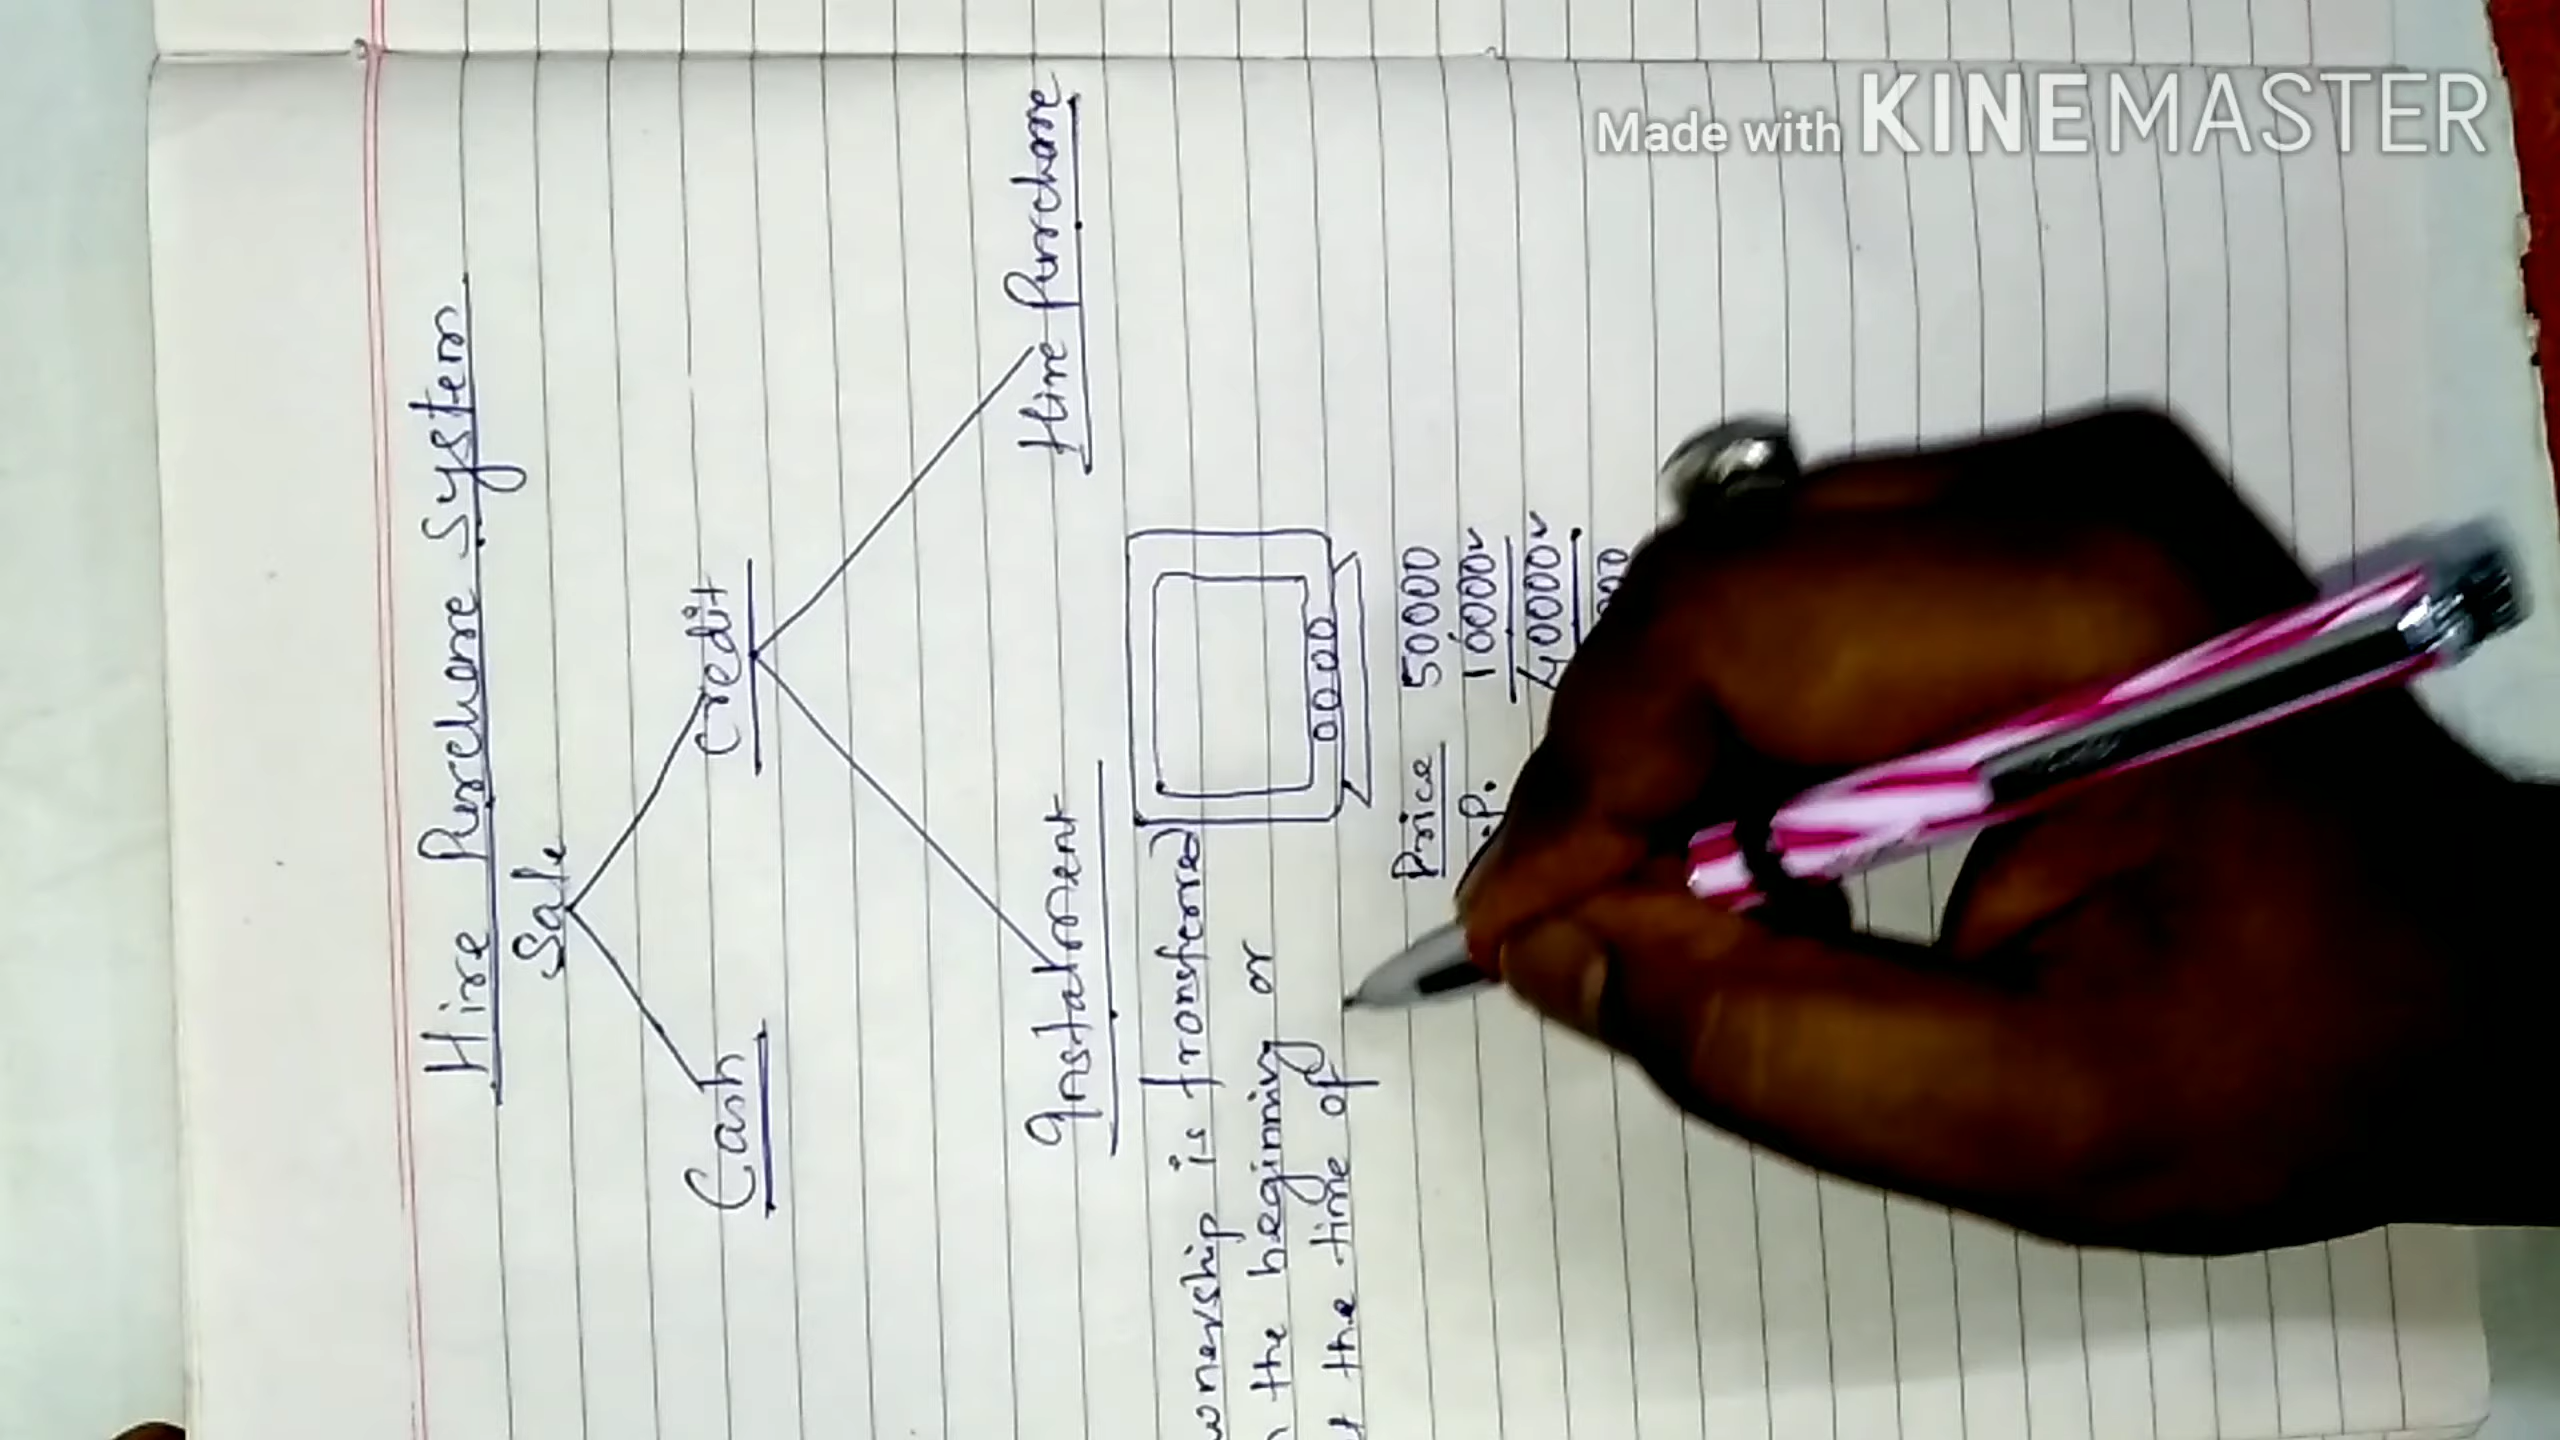 Made with KINEMASTER
Hire Purchase System
Sale
Cash Credit
Instalment Hire Purchase
wnership is transferred
the beginning or
the time of
0000
Price 50000
.P. 10000
40000